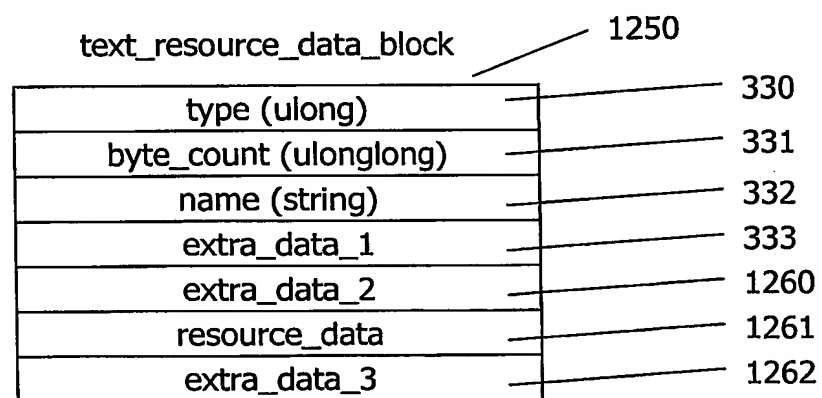 text_resource_data_block 1250
type (ulong) 330
byte_count (ulonglong) 331
name (string) 332
extra_data_1 333
extra_data_2 1260
resource_data 1261
extra_data_3 1262